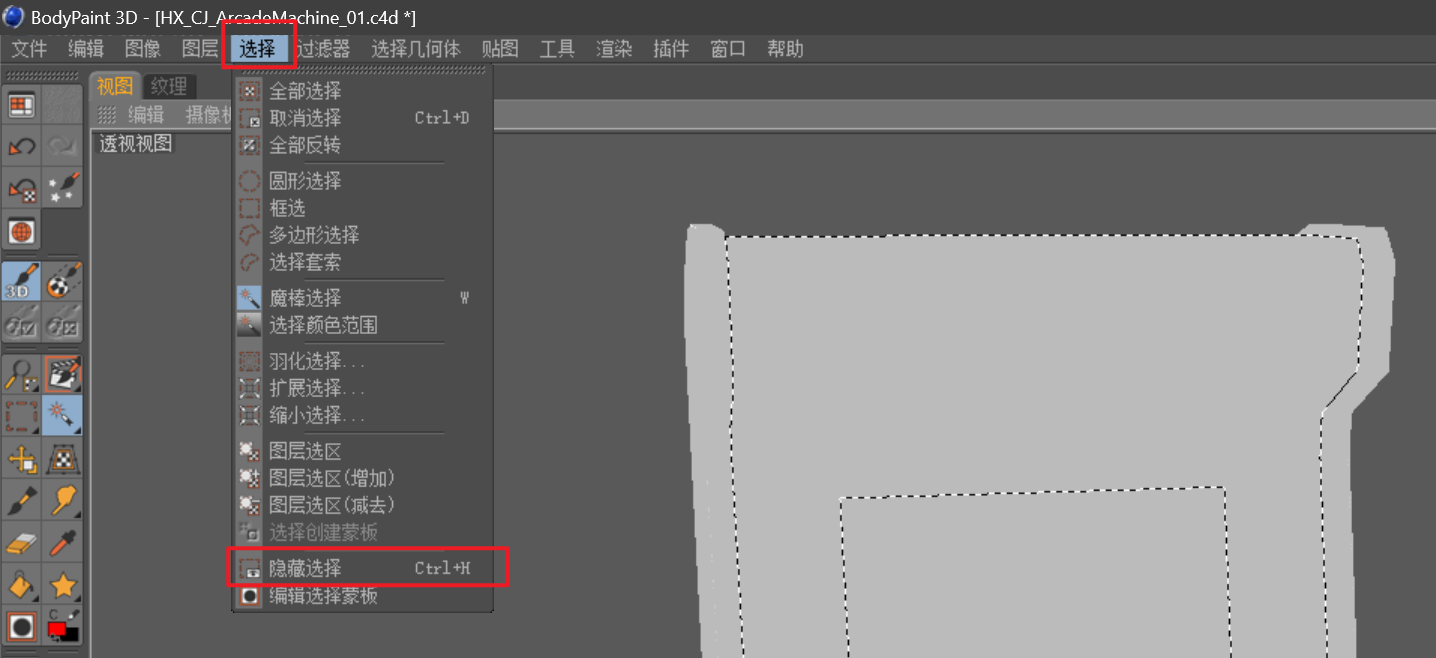 BodyPaint 3D - [HX_CJ_ArcadeMachine_01.c4d *]
文件 编辑 图像 图层 选择 过滤器 选择几何体 贴图 工具 渲染 插件 窗口 帮助
视图 纹理
编辑 摄像
透视视图
全部选择
取消选择 Ctrl+D
全部反转
圆形选择
框选
多边形选择
选择套索
魔棒选择 W
选择颜色范围
羽化选择...
扩展选择...
缩小选择...
图层选区
图层选区(增加)
图层选区(减去)
选择创建蒙板
隐藏选择 Ctrl+H
编辑选择蒙板
3D
C